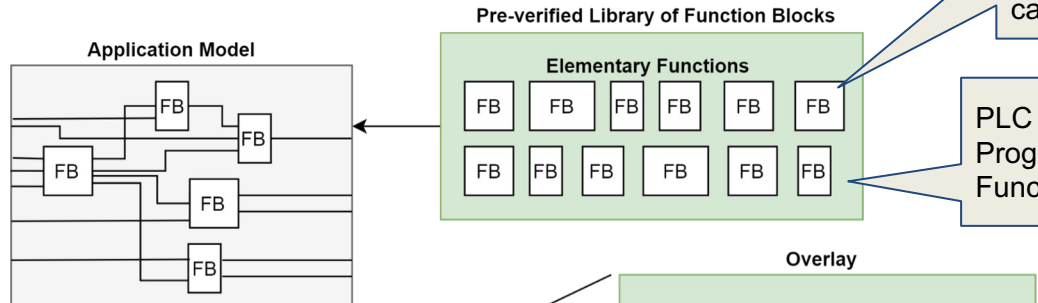 Pre-verified Library of Function Blocks
ca
Application Model
Elementary Functions
FB FB FB FB FB FB
FB
FB
PLC
Prog
Func
FB FB FB FB FB FB
FB
FB
FB
Overlay